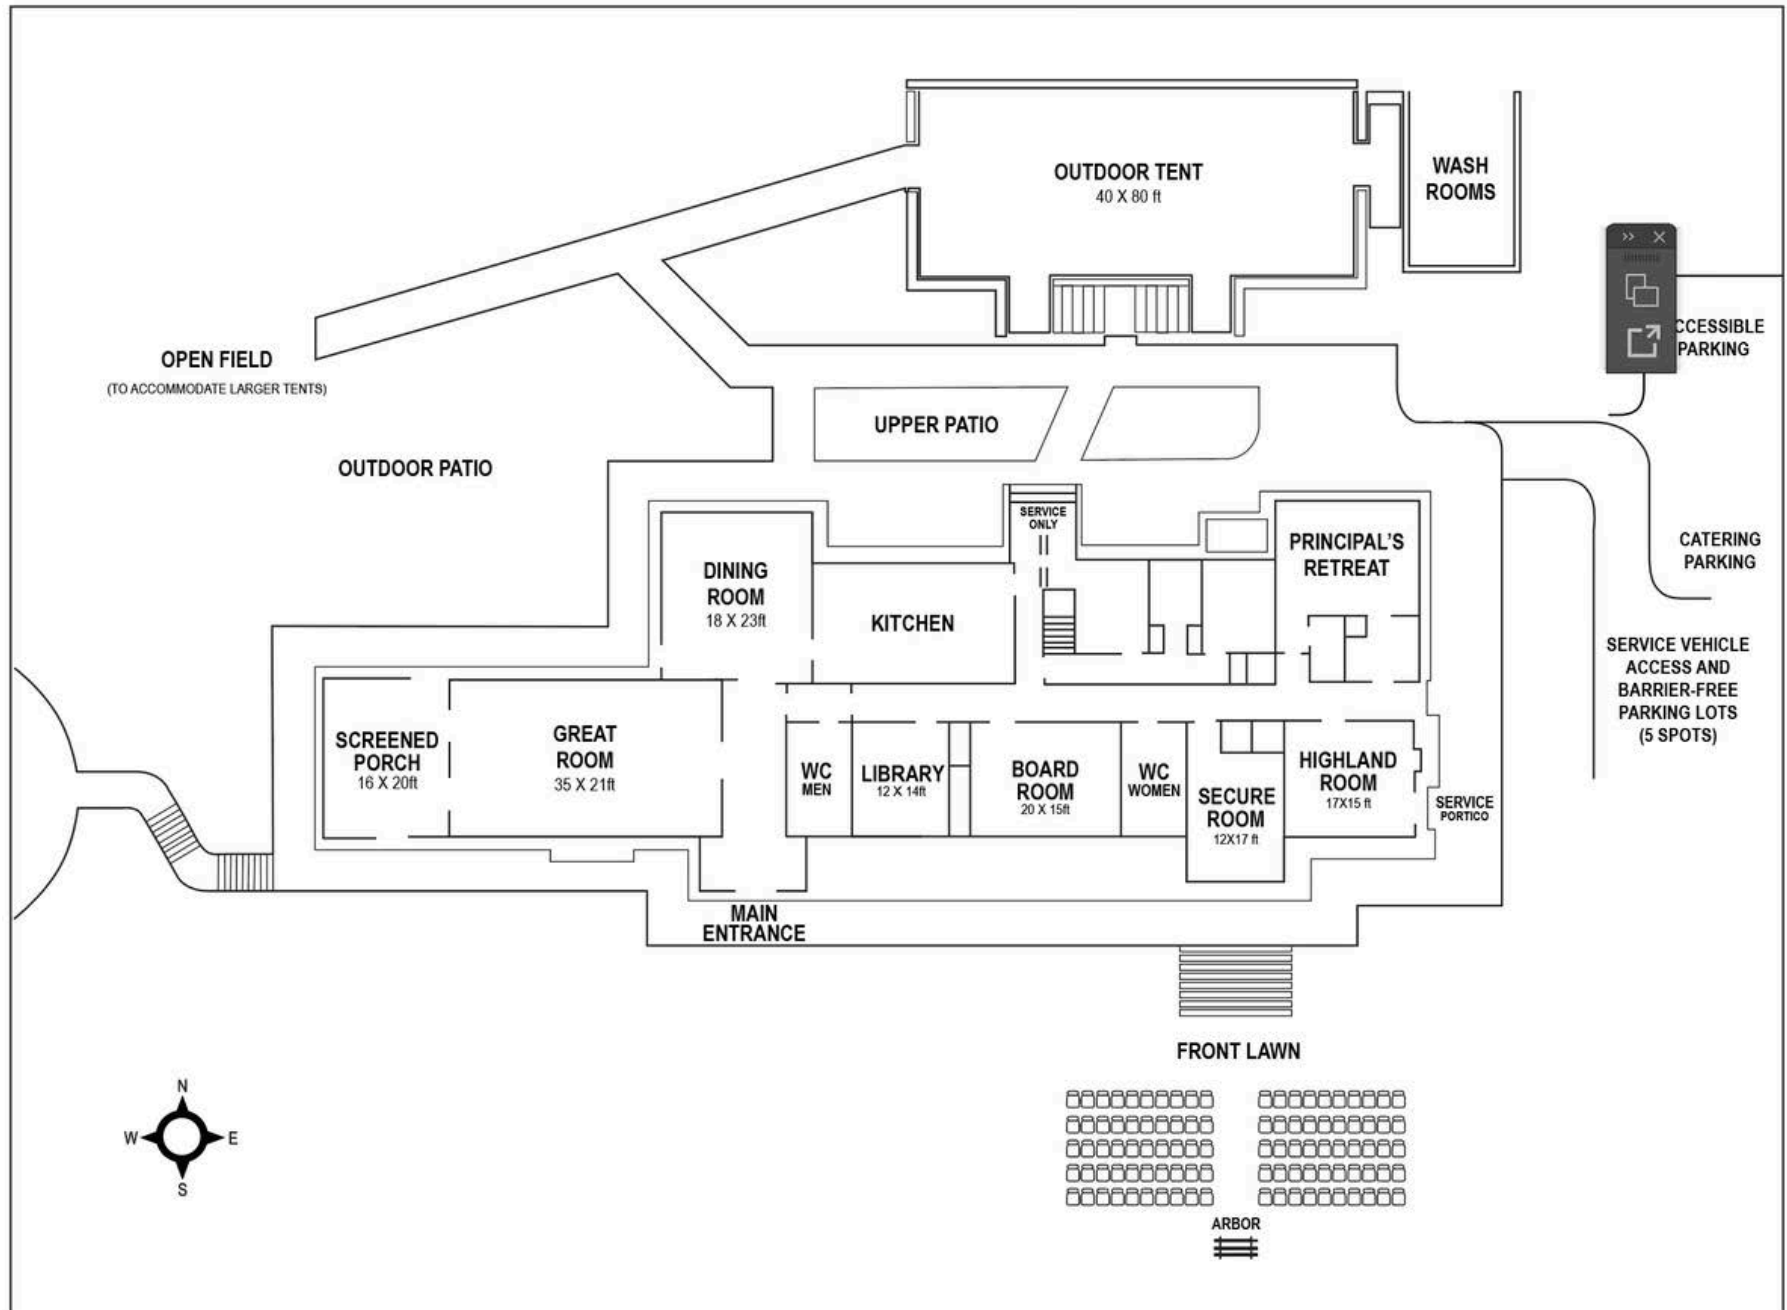 OUTDOOR TENT
40 X 80 ft
WASH
ROOMS
CCESSIBLE
PARKING
OPEN FIELD
(TO ACCOMMODATE LARGER TENTS)
UPPER PATIO
OUTDOOR PATIO
SERVICE
ONLY
PRINCIPAL'S
RETREAT
CATERING
PARKING
DINING
ROOM
18 X 23ft
KITCHEN
SERVICE VEHICLE
ACCESS AND
BARRIER-FREE
PARKING LOTS
(5 SPOTS)
SCREENED
PORCH
16 X 20ft
GREAT
ROOM
35 X 21ft
WC
MEN
LIBRARY
12 X 14ft
BOARD
ROOM
20 X 15ft
WC
WOMEN
SECURE
ROOM
12X17 ft
HIGHLAND
ROOM
17X15 ft
SERVICE
PORTICO
MAIN
ENTRANCE
FRONT LAWN
N
W
E
S
ARBOR